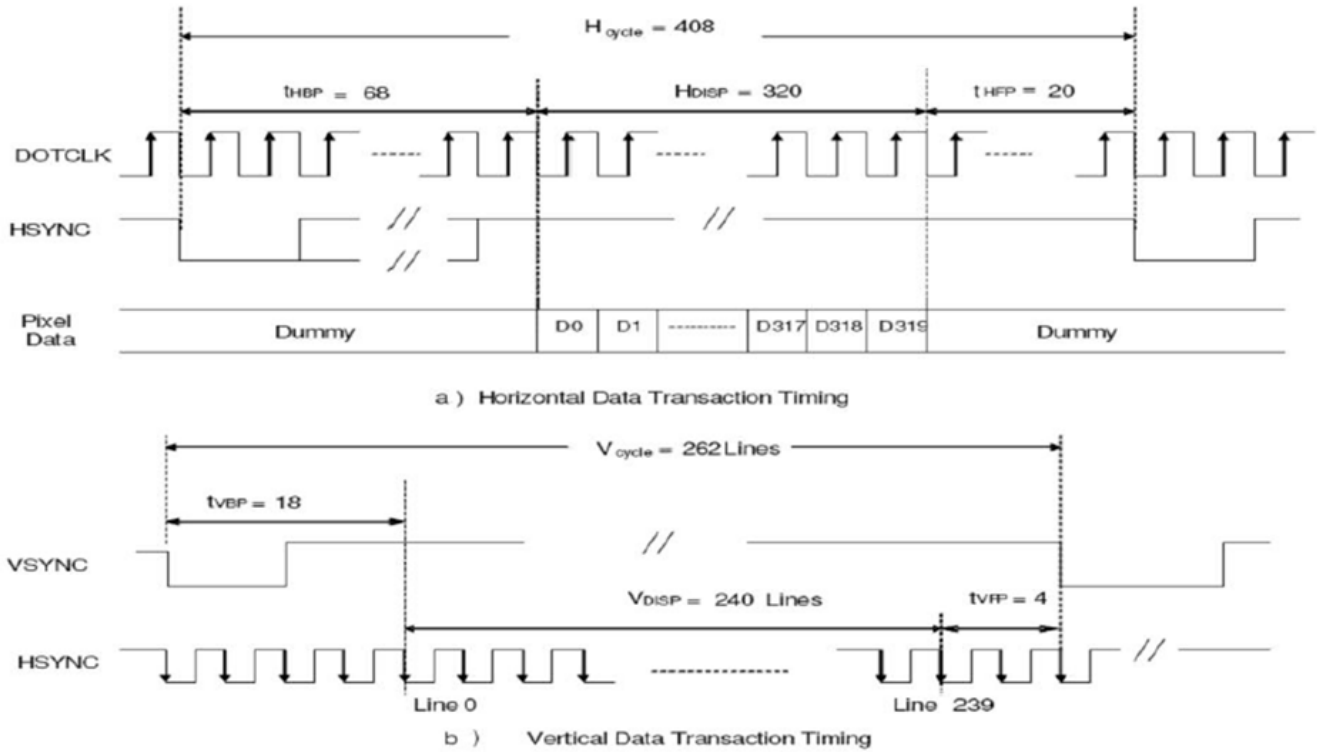 H cycle = 408
tHBP = 68 HDISP = 320 t HFP = 20
DOTCLK
HSYNC
Pixel Data Dummy D0 D1 D317 D318 D319 Dummy
a ) Horizontal Data Transaction Timing
V cycle = 262 Lines
tVBP = 18
VSYNC
VDISP = 240 Lines tVFP = 4
HSYNC
Line 0 Line 239
b ) Vertical Data Transaction Timing